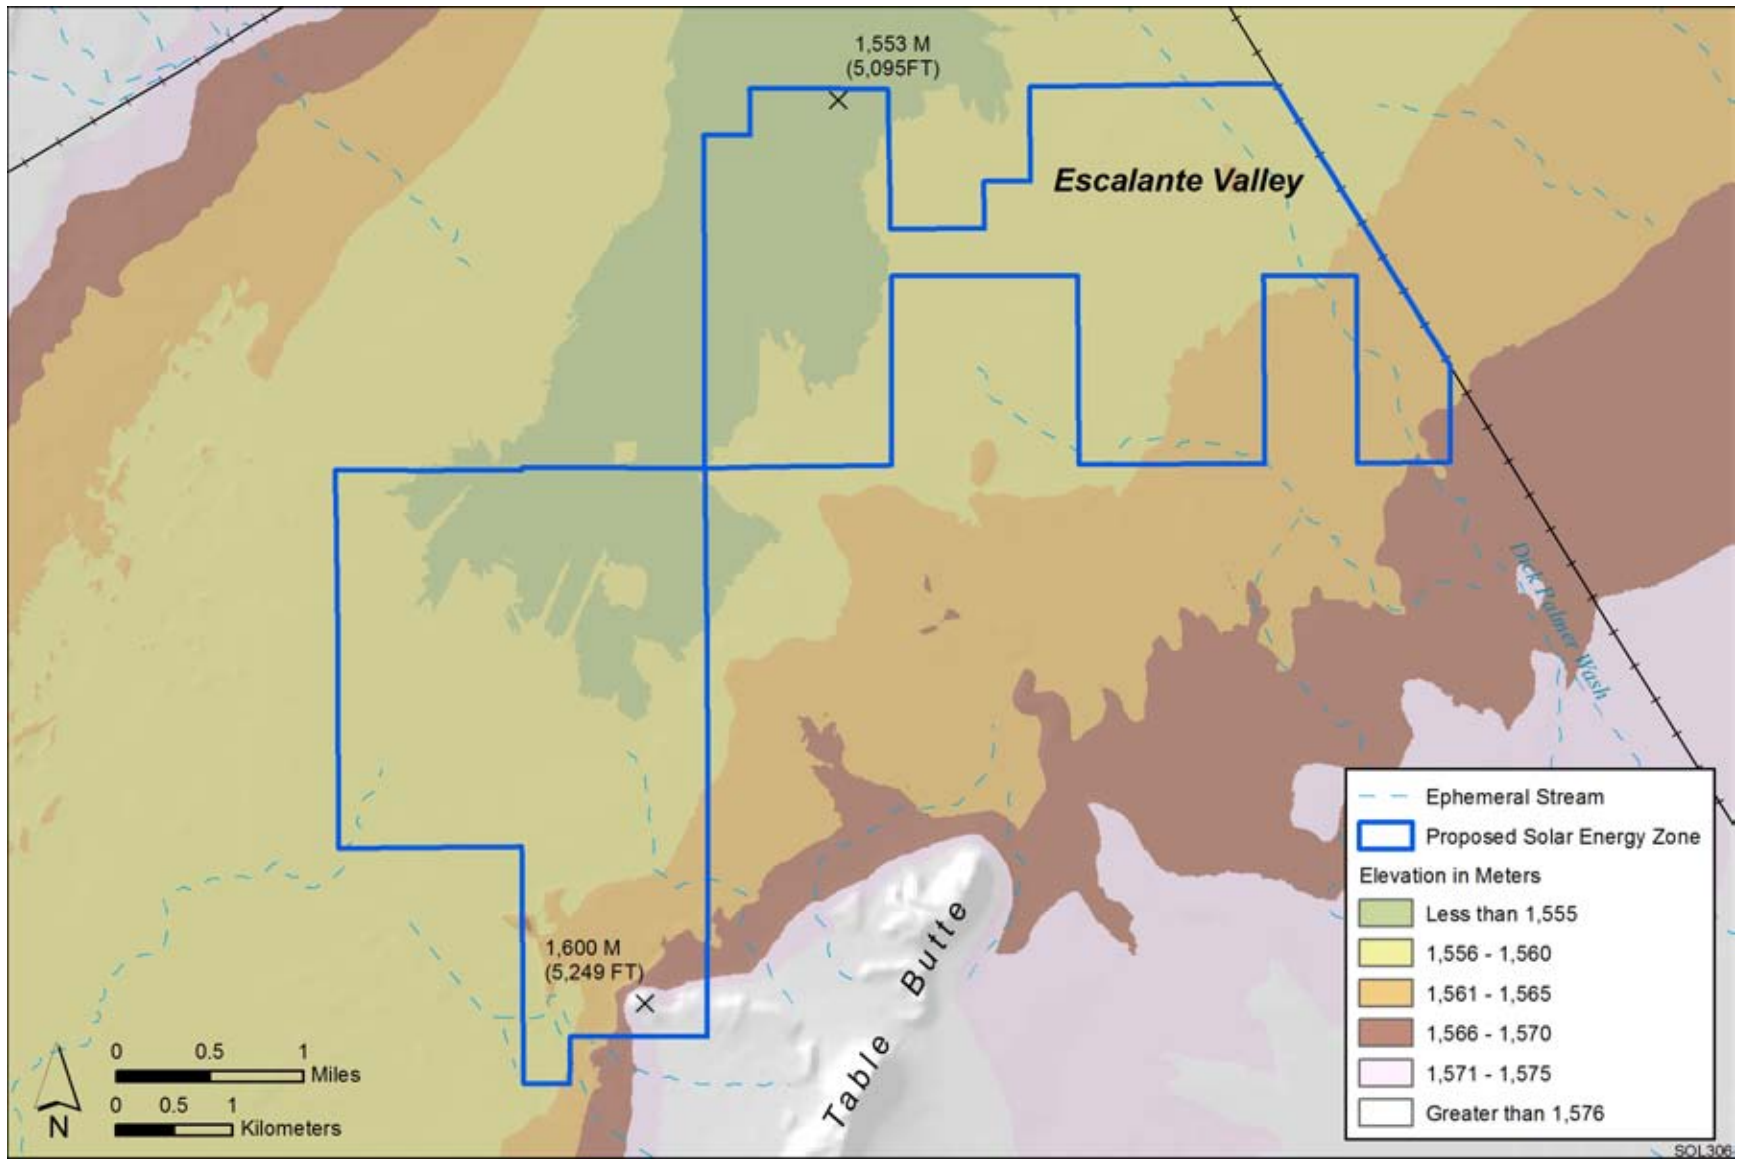 1,553 M
(5,095FT)
Escalante Valley
Dick Palmer Wash
1,600 M
(5,249 FT)
Table Butte
0 0.5 1
Miles
0 0.5 1
Kilometers
N
Ephemeral Stream
Proposed Solar Energy Zone
Elevation in Meters
Less than 1,555
1,556 - 1,560
1,561 - 1,565
1,566 - 1,570
1,571 - 1,575
Greater than 1,576
SOL306